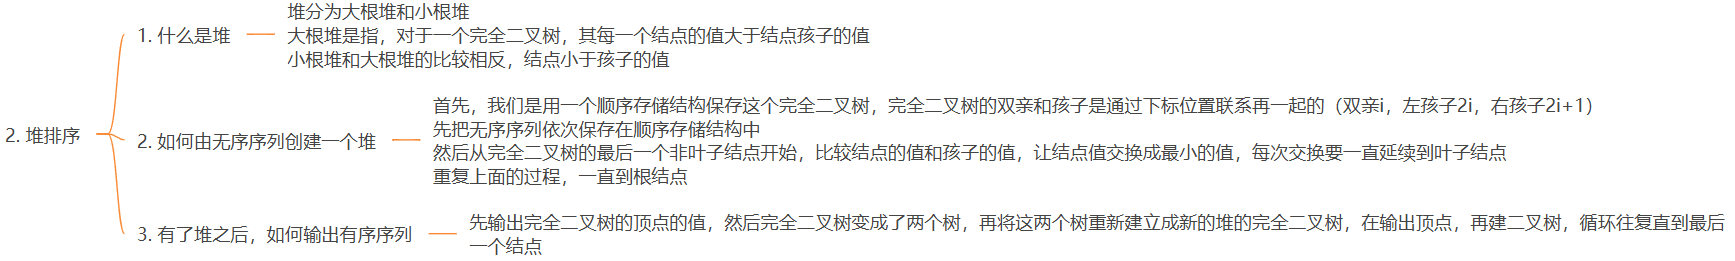 2. 堆排序
1. 什么是堆
堆分为大根堆和小根堆
大根堆是指，对于一个完全二叉树，其每一个结点的值大于结点孩子的值
小根堆和大根堆的比较相反，结点小于孩子的值
2. 如何由无序序列创建一个堆
首先，我们是用一个顺序存储结构保存这个完全二叉树，完全二叉树的双亲和孩子是通过下标位置联系再一起的（双亲i，左孩子2i，右孩子2i+1）
先把无序序列依次保存在顺序存储结构中
然后从完全二叉树的最后一个非叶子结点开始，比较结点的值和孩子的值，让结点值交换成最小的值，每次交换要一直延续到叶子结点
重复上面的过程，一直到根结点
3. 有了堆之后，如何输出有序序列
先输出完全二叉树的顶点的值，然后完全二叉树变成了两个树，再将这两个树重新建立成新的堆的完全二叉树，在输出顶点，再建二叉树，循环往复直到最后
一个结点